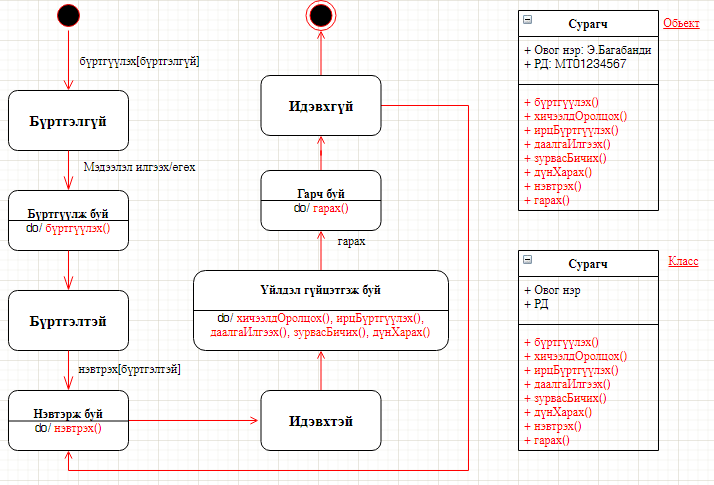 бүртгүүлэх[бүртгэлгүй]
Бүртгэлгүй
Мэдээлэл илгээх/өгөх
Бүртгүүлж буй
do/ бүртгүүлэх()
Бүртгэлтэй
нэвтрэх[бүртгэлтэй]
Нэвтэрж буй
do/ нэвтрэх()
Идэвхгүй
Гарч буй
do/ гарах()
гарах
Үйлдэл гүйцэтгэж буй
do/ хичээлдОролцох(), ирцБүртгүүлэх(),
даалгаИлгээх(), зурвасБичих(), дүнХарах()
Идэвхтэй
Сурагч
Обьект
+ Овог нэр: Э.Багабанди
+ РД: МТ01234567
+ бүртгүүлэх()
+ хичээлдОролцох()
+ ирцБүртгүүлэх()
+ даалгаИлгээх()
+ зурвасБичих()
+ дүнХарах()
+ нэвтрэх()
+ гарах()
Сурагч
Класс
+ Овог нэр
+ РД
+ бүртгүүлэх()
+ хичээлдОролцох()
+ ирцБүртгүүлэх()
+ даалгаИлгээх()
+ зурвасБичих()
+ дүнХарах()
+ нэвтрэх()
+ гарах()